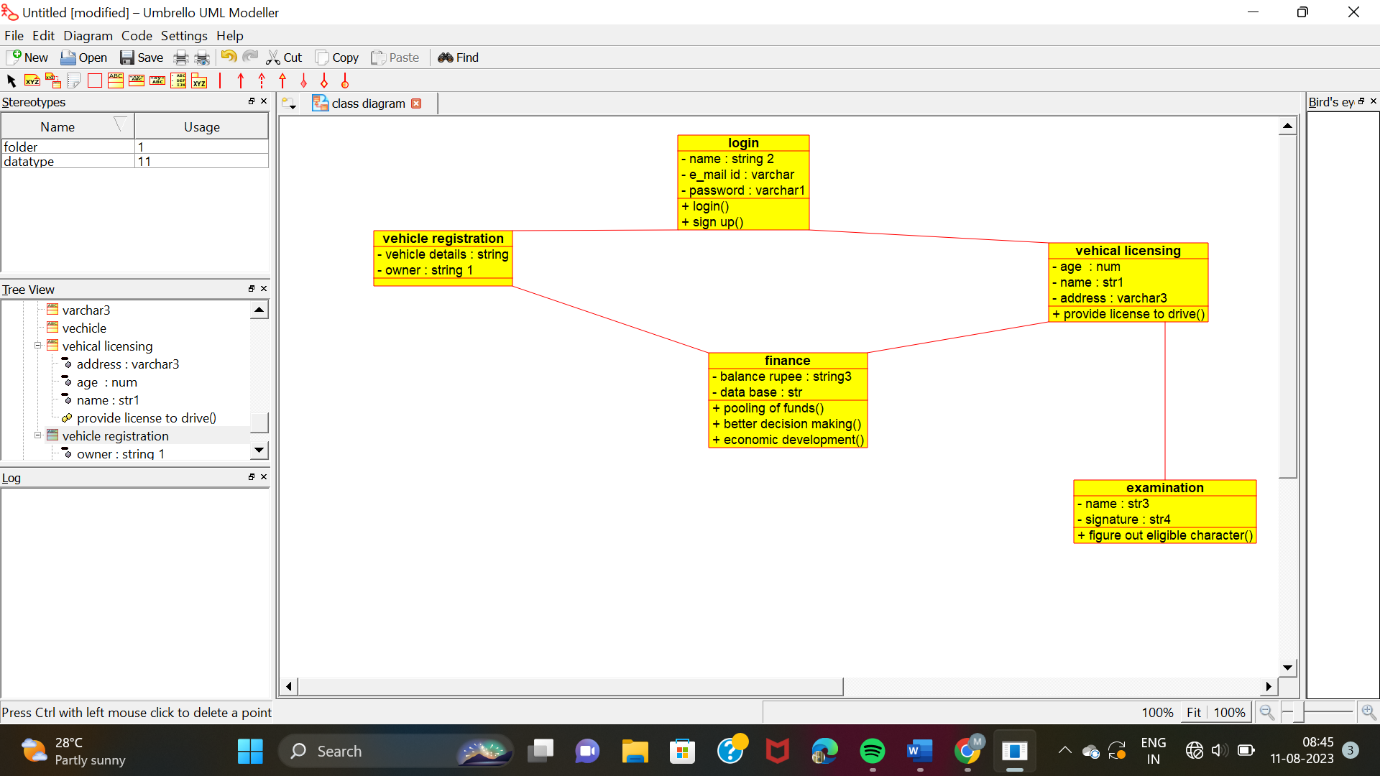 Untitled [modified] – Umbrello UML Modeller
File Edit Diagram Code Settings Help
New Open Save Cut Copy Paste Find
Stereotypes
Name Usage
folder 1
datatype 11
Tree View
varchar3
vechicle
vehical licensing
address : varchar3
age : num
name : str1
provide license to drive()
vehicle registration
owner : string 1
Log
class diagram
Bird's ey
login
- name : string 2
- e_mail id : varchar
- password : varchar1
+ login()
+ sign up()
vehicle registration
- vehicle details : string
- owner : string 1
vehical licensing
- age : num
- name : str1
- address : varchar3
+ provide license to drive()
finance
- balance rupee : string3
- data base : str
+ pooling of funds()
+ better decision making()
+ economic development()
examination
- name : str3
- signature : str4
+ figure out eligible character()
Press Ctrl with left mouse click to delete a point
100% Fit 100%
28°C
Partly sunny
Search
ENG
IN
08:45
11-08-2023
3